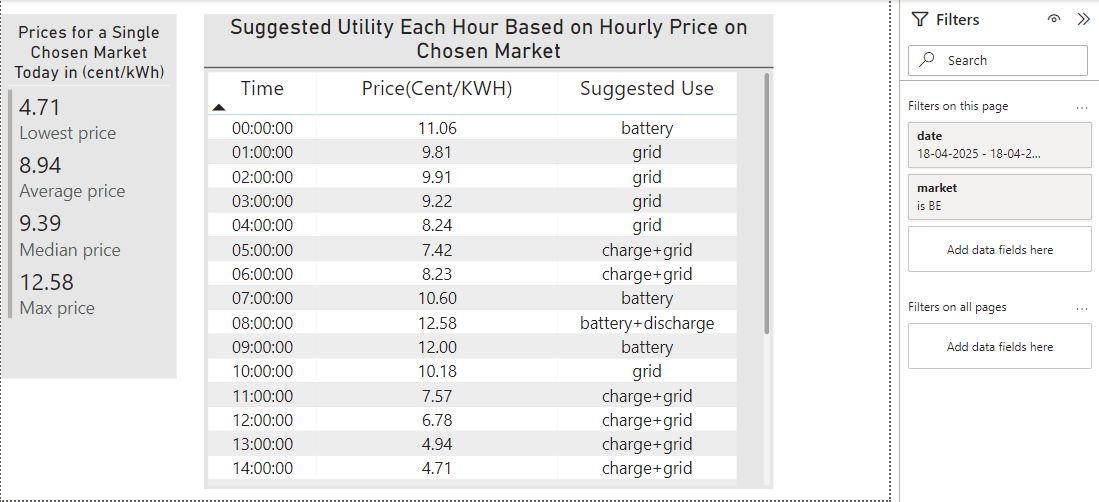 Prices for a Single
Chosen Market
Today in (cent/kWh)
4.71
Lowest price
8.94
Average price
9.39
Median price
12.58
Max price
Suggested Utility Each Hour Based on Hourly Price on
Chosen Market
Time Price(Cent/KWH) Suggested Use
00:00:00 11.06 battery
01:00:00 9.81 grid
02:00:00 9.91 grid
03:00:00 9.22 grid
04:00:00 8.24 grid
05:00:00 7.42 charge+grid
06:00:00 8.23 charge+grid
07:00:00 10.60 battery
08:00:00 12.58 battery+discharge
09:00:00 12.00 battery
10:00:00 10.18 grid
11:00:00 7.57 charge+grid
12:00:00 6.78 charge+grid
13:00:00 4.94 charge+grid
14:00:00 4.71 charge+grid
Filters
Search
Filters on this page ...
date
18-04-2025 - 18-04-2...
market
is BE
Add data fields here
Filters on all pages ...
Add data fields here